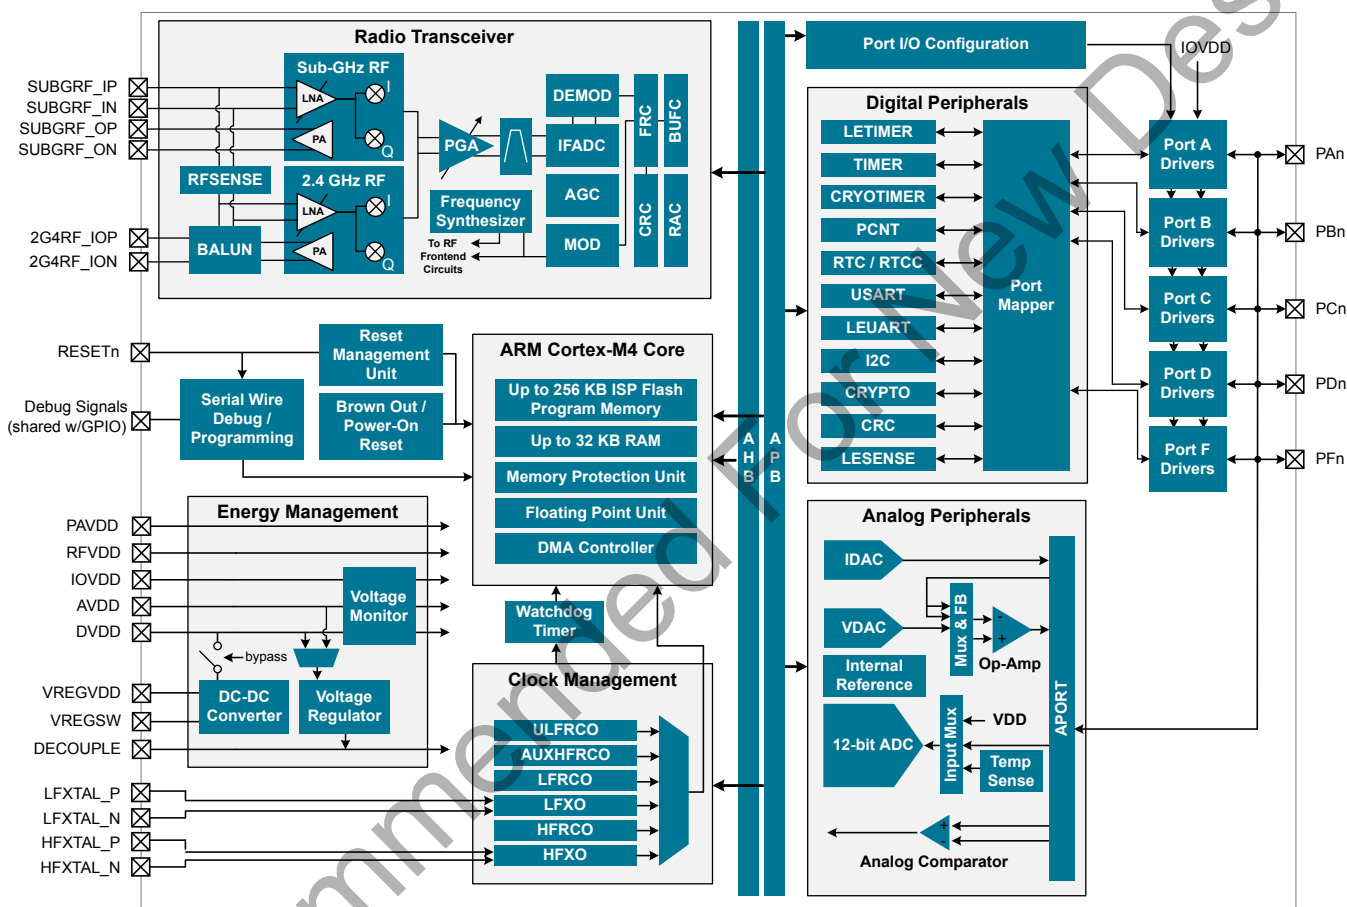 Radio Transceiver
Sub-GHz RF
LNA
I
PA
Q
SUBGRF_IP
SUBGRF_IN
SUBGRF_OP
SUBGRF_ON
RFSENSE
2.4 GHz RF
LNA
I
PA
Q
2G4RF_IOP
2G4RF_ION
BALUN
PGA
DEMOD
IFADC
AGC
MOD
FRC
BUFC
CRC
RAC
Frequency
Synthesizer
To RF
Frontend
Circuits
Port I/O Configuration
IOVDD
Digital Peripherals
LETIMER
TIMER
CRYOTIMER
PCNT
RTC / RTCC
USART
LEUART
I2C
CRYPTO
CRC
LESENSE
Port
Mapper
Port A
Drivers
Port B
Drivers
Port C
Drivers
Port D
Drivers
Port F
Drivers
PAn
PBn
PCn
PDn
PFn
RESETn
Debug Signals
(shared w/GPIO)
Reset
Management
Unit
Serial Wire
Debug /
Programming
Brown Out /
Power-On
Reset
ARM Cortex-M4 Core
Up to 256 KB ISP Flash
Program Memory
Up to 32 KB RAM
Memory Protection Unit
Floating Point Unit
DMA Controller
A
H
B
A
P
B
Energy Management
PAVDD
RFVDD
IOVDD
AVDD
DVDD
VREGVDD
VREGSW
DECOUPLE
Voltage
Monitor
bypass
DC-DC
Converter
Voltage
Regulator
Watchdog
Timer
Clock Management
ULFRCO
AUXHFRCO
LFRCO
LFXO
HFRCO
HFXO
LFXTAL_P
LFXTAL_N
HFXTAL_P
HFXTAL_N
Analog Peripherals
IDAC
VDAC
Mux & FB
-
+
Op-Amp
Internal
Reference
12-bit ADC
Input Mux
VDD
Temp
Sense
APORT
+
-
Analog Comparator
mmended For New Des